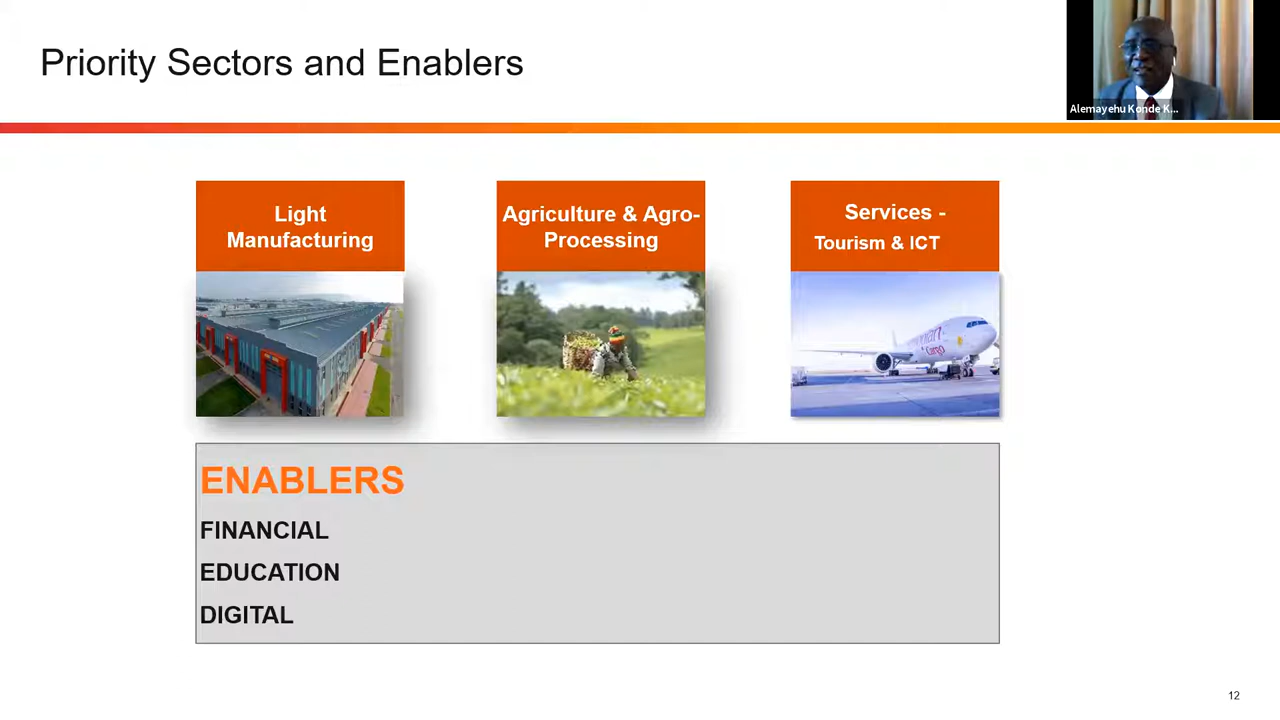 Priority Sectors and Enablers
Alemayehu Konde K...
Light
Manufacturing
Agriculture & Agro-
Processing
Services -
Tourism & ICT
Cargo
ENABLERS
FINANCIAL
EDUCATION
DIGITAL
12